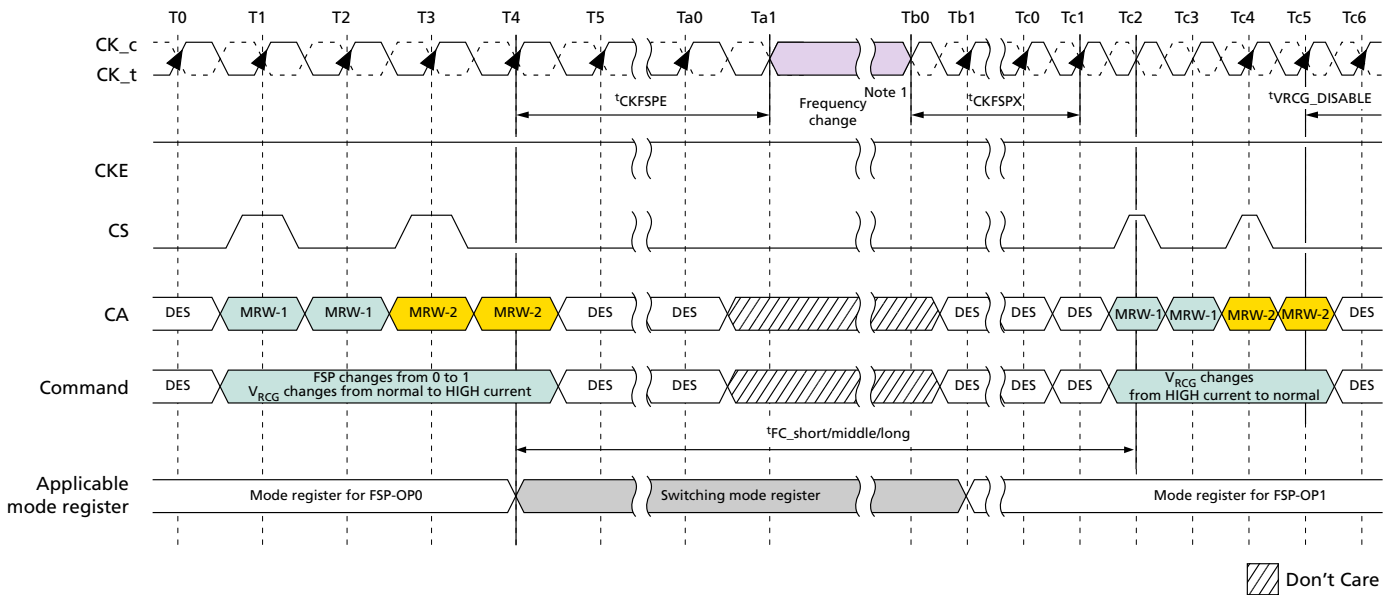 T0 T1 T2 T3 T4 T5 Ta0 Ta1 Tb0 Tb1 Tc0 Tc1 Tc2 Tc3 Tc4 Tc5 Tc6
CK_c
CK_t
tCKFSPE
Frequency
change
Note 1
tCKFSPX
tVRCG_DISABLE
CKE
CS
CA
DES MRW-1 MRW-1 MRW-2 MRW-2 DES DES DES DES DES MRW-1 MRW-1 MRW-2 MRW-2 DES
Command
DES
FSP changes from 0 to 1
VRCG changes from normal to HIGH current
DES DES DES DES DES
VRCG changes
from HIGH current to normal
DES
tFC_short/middle/long
Applicable
mode register
Mode register for FSP-OP0
Switching mode register
Mode register for FSP-OP1
Don't Care